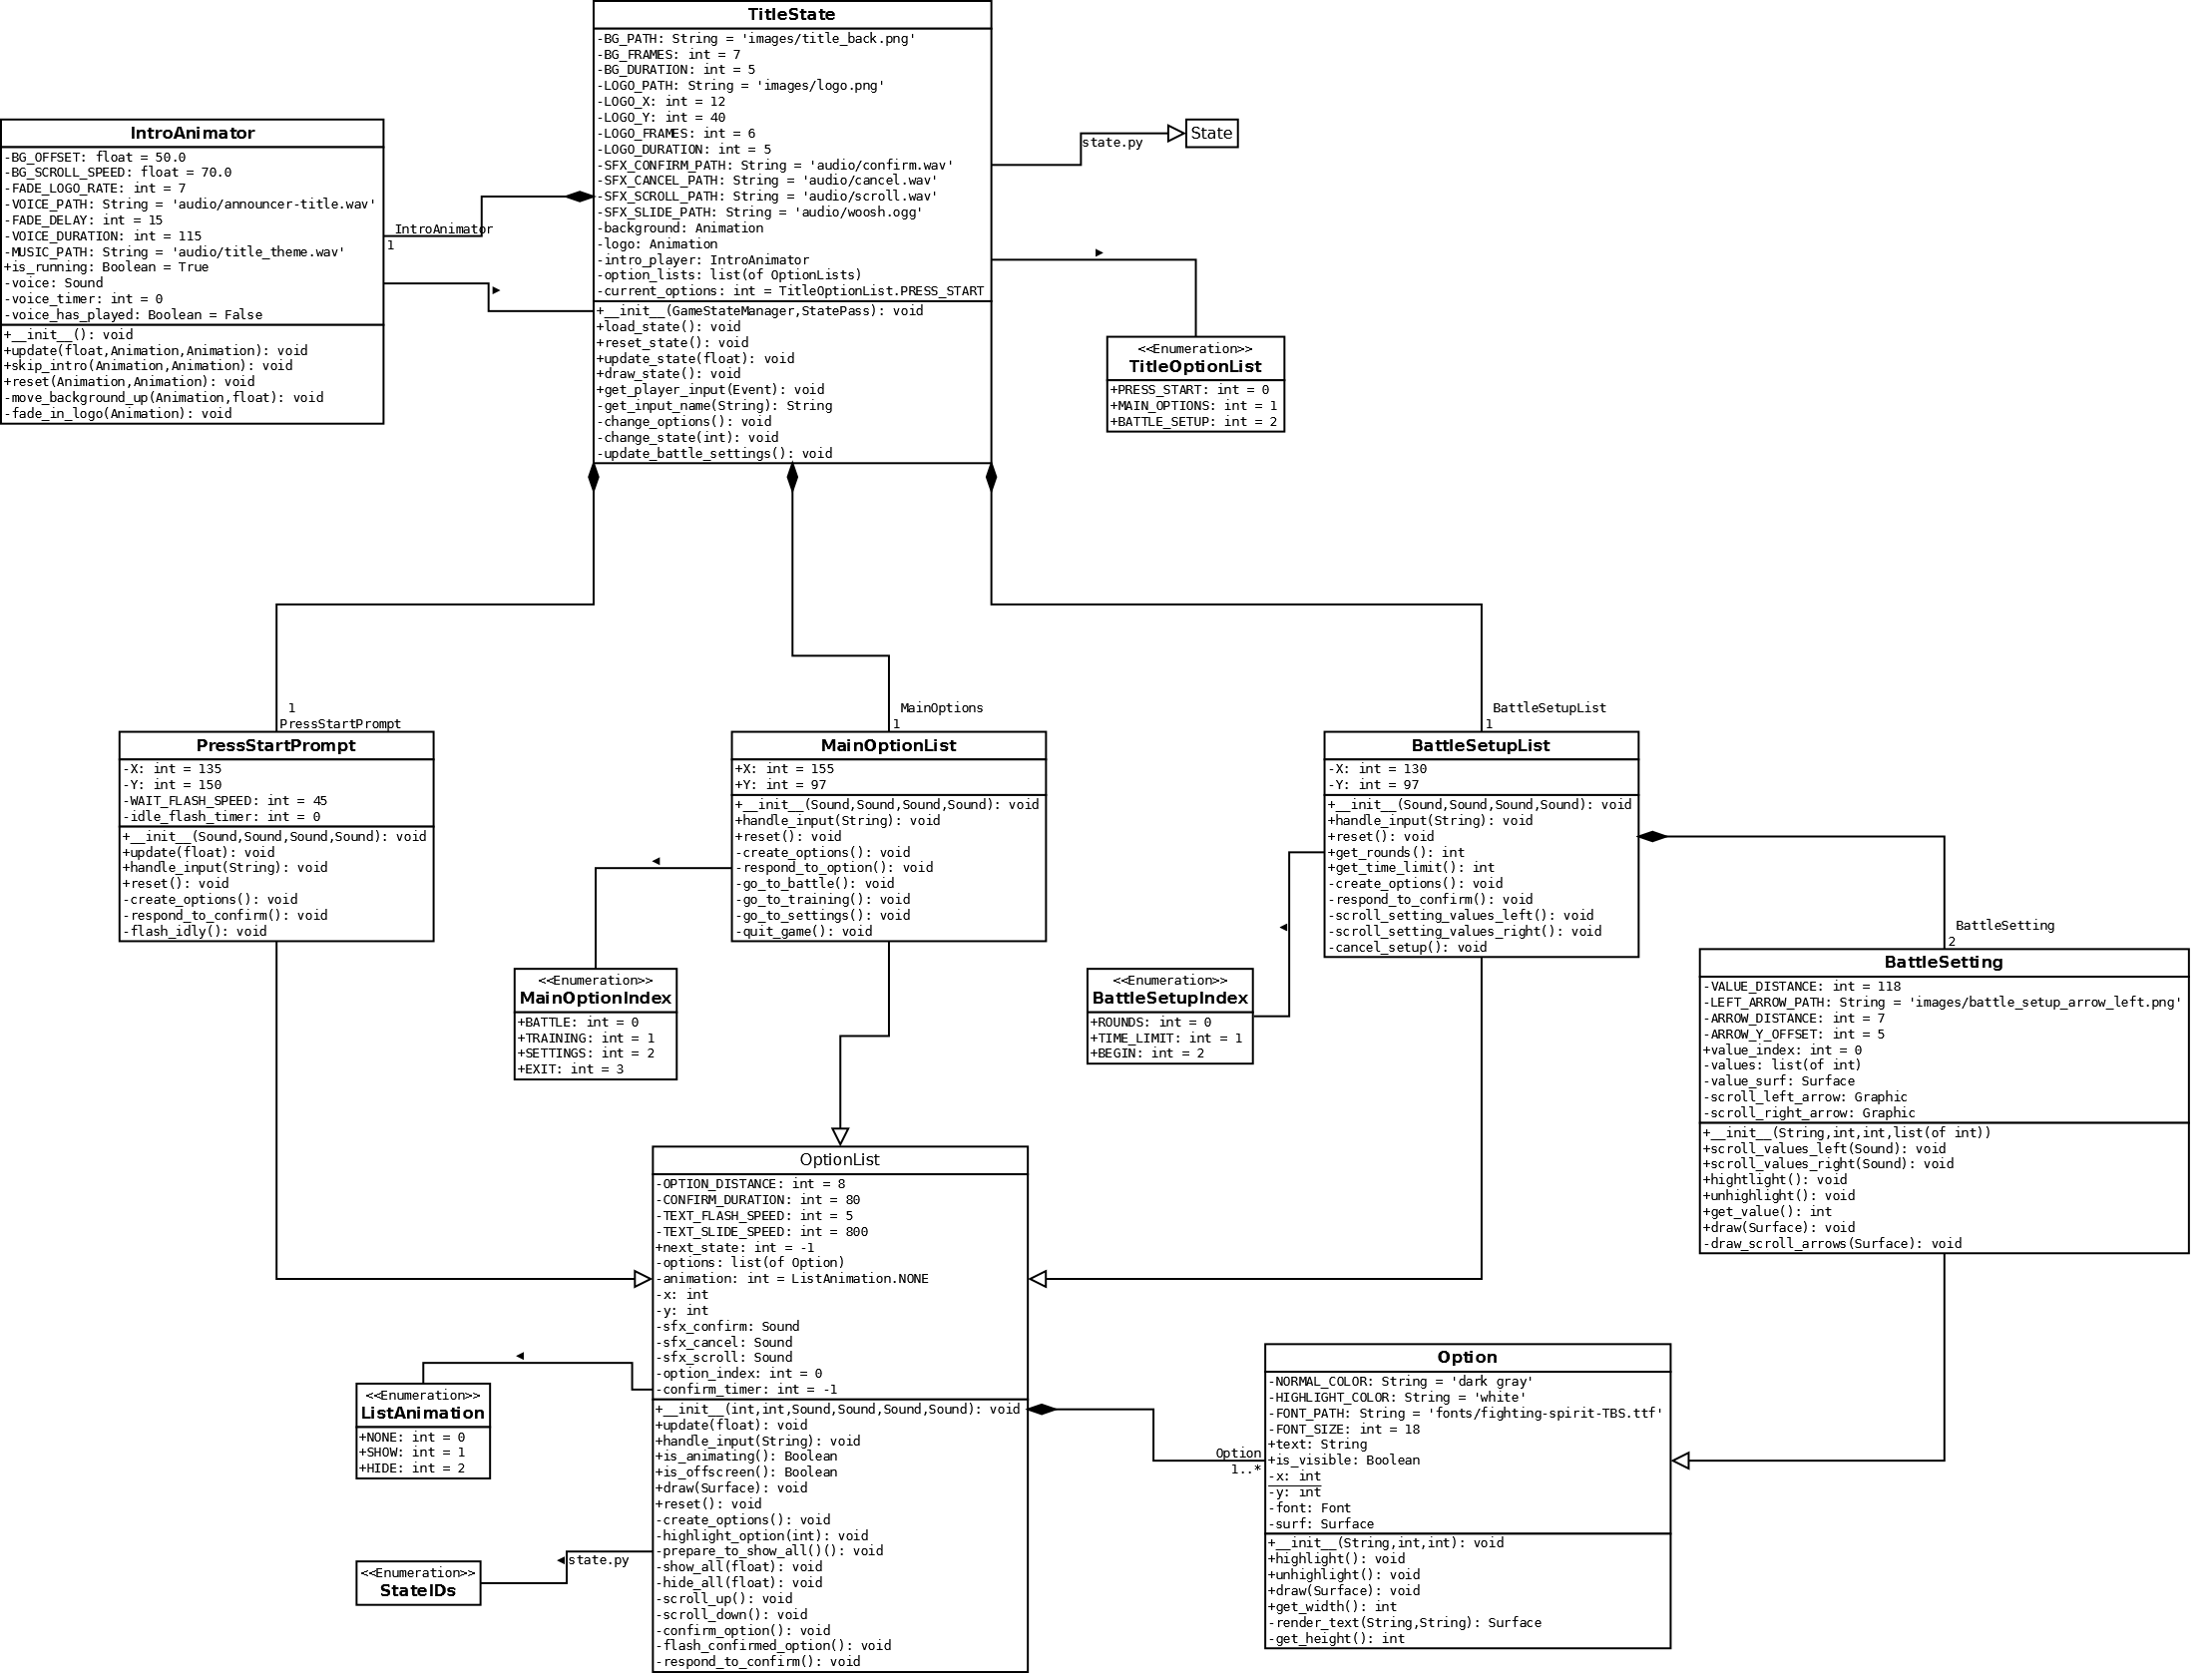 TitleState
-BG_PATH: String = 'images/title_back.png'
-BG_FRAMES: int = 7
-BG_DURATION: int = 5
-LOGO_PATH: String = 'images/logo.png'
-LOGO_X: int = 12
-LOGO_Y: int = 40
-LOGO_FRAMES: int = 6
-LOGO_DURATION: int = 5
-SFX_CONFIRM_PATH: String = 'audio/confirm.wav'
-SFX_CANCEL_PATH: String = 'audio/cancel.wav'
-SFX_SCROLL_PATH: String = 'audio/scroll.wav'
-SFX_SLIDE_PATH: String = 'audio/woosh.ogg'
-background: Animation
-logo: Animation
-intro_player: IntroAnimator
-option_lists: list(of OptionLists)
-current_options: int = TitleOptionList.PRESS_START
+__init__(GameStateManager,StatePass): void
+load_state(): void
+reset_state(): void
+update_state(float): void
+draw_state(): void
+get_player_input(Event): void
-get_input_name(String): String
-change_options(): void
-change_state(int): void
-update_battle_settings(): void
IntroAnimator
-BG_OFFSET: float = 50.0
-BG_SCROLL_SPEED: float = 70.0
-FADE_LOGO_RATE: int = 7
-VOICE_PATH: String = 'audio/announcer-title.wav'
-FADE_DELAY: int = 15
-VOICE_DURATION: int = 115
-MUSIC_PATH: String = 'audio/title_theme.wav'
+is_running: Boolean = True
-voice: Sound
-voice_timer: int = 0
-voice_has_played: Boolean = False
+__init__(): void
+update(float,Animation,Animation): void
+skip_intro(Animation,Animation): void
+reset(Animation,Animation): void
-move_background_up(Animation,float): void
-fade_in_logo(Animation): void
IntroAnimator
1
state.py
State
<<Enumeration>>
TitleOptionList
+PRESS_START: int = 0
+MAIN_OPTIONS: int = 1
+BATTLE_SETUP: int = 2
1
PressStartPrompt
PressStartPrompt
-X: int = 135
-Y: int = 150
-WAIT_FLASH_SPEED: int = 45
-idle_flash_timer: int = 0
+__init__(Sound,Sound,Sound,Sound): void
+update(float): void
+handle_input(String): void
+reset(): void
-create_options(): void
-respond_to_confirm(): void
-flash_idly(): void
MainOptions
1
MainOptionList
+X: int = 155
+Y: int = 97
+__init__(Sound,Sound,Sound,Sound): void
+handle_input(String): void
+reset(): void
-create_options(): void
-respond_to_option(): void
-go_to_battle(): void
-go_to_training(): void
-go_to_settings(): void
-quit_game(): void
BattleSetupList
1
BattleSetupList
-X: int = 130
-Y: int = 97
+__init__(Sound,Sound,Sound,Sound): void
+handle_input(String): void
+reset(): void
+get_rounds(): int
+get_time_limit(): int
-create_options(): void
-respond_to_confirm(): void
-scroll_setting_values_left(): void
-scroll_setting_values_right(): void
-cancel_setup(): void
<<Enumeration>>
MainOptionIndex
+BATTLE: int = 0
+TRAINING: int = 1
+SETTINGS: int = 2
+EXIT: int = 3
<<Enumeration>>
BattleSetupIndex
+ROUNDS: int = 0
+TIME_LIMIT: int = 1
+BEGIN: int = 2
BattleSetting
2
BattleSetting
-VALUE_DISTANCE: int = 118
-LEFT_ARROW_PATH: String = 'images/battle_setup_arrow_left.png'
-ARROW_DISTANCE: int = 7
-ARROW_Y_OFFSET: int = 5
+value_index: int = 0
-values: list(of int)
-value_surf: Surface
-scroll_left_arrow: Graphic
-scroll_right_arrow: Graphic
+__init__(String,int,int,list(of int))
+scroll_values_left(Sound): void
+scroll_values_right(Sound): void
+hightlight(): void
+unhighlight(): void
+get_value(): int
+draw(Surface): void
-draw_scroll_arrows(Surface): void
OptionList
-OPTION_DISTANCE: int = 8
-CONFIRM_DURATION: int = 80
-TEXT_FLASH_SPEED: int = 5
-TEXT_SLIDE_SPEED: int = 800
+next_state: int = -1
-options: list(of Option)
-animation: int = ListAnimation.NONE
-x: int
-y: int
-sfx_confirm: Sound
-sfx_cancel: Sound
-sfx_scroll: Sound
-option_index: int = 0
-confirm_timer: int = -1
+__init__(int,int,Sound,Sound,Sound,Sound): void
+update(float): void
+handle_input(String): void
+is_animating(): Boolean
+is_offscreen(): Boolean
+draw(Surface): void
+reset(): void
-create_options(): void
-highlight_option(int): void
-prepare_to_show_all()(): void
-show_all(float): void
-hide_all(float): void
-scroll_up(): void
-scroll_down(): void
-confirm_option(): void
-flash_confirmed_option(): void
-respond_to_confirm(): void
<<Enumeration>>
ListAnimation
+NONE: int = 0
+SHOW: int = 1
+HIDE: int = 2
state.py
<<Enumeration>>
StateIDs
Option
1..*
Option
-NORMAL_COLOR: String = 'dark gray'
-HIGHLIGHT_COLOR: String = 'white'
-FONT_PATH: String = 'fonts/fighting-spirit-TBS.ttf'
-FONT_SIZE: int = 18
+text: String
+is_visible: Boolean
-x: int
-y: int
-font: Font
-surf: Surface
+__init__(String,int,int): void
+highlight(): void
+unhighlight(): void
+draw(Surface): void
+get_width(): int
-render_text(String,String): Surface
-get_height(): int